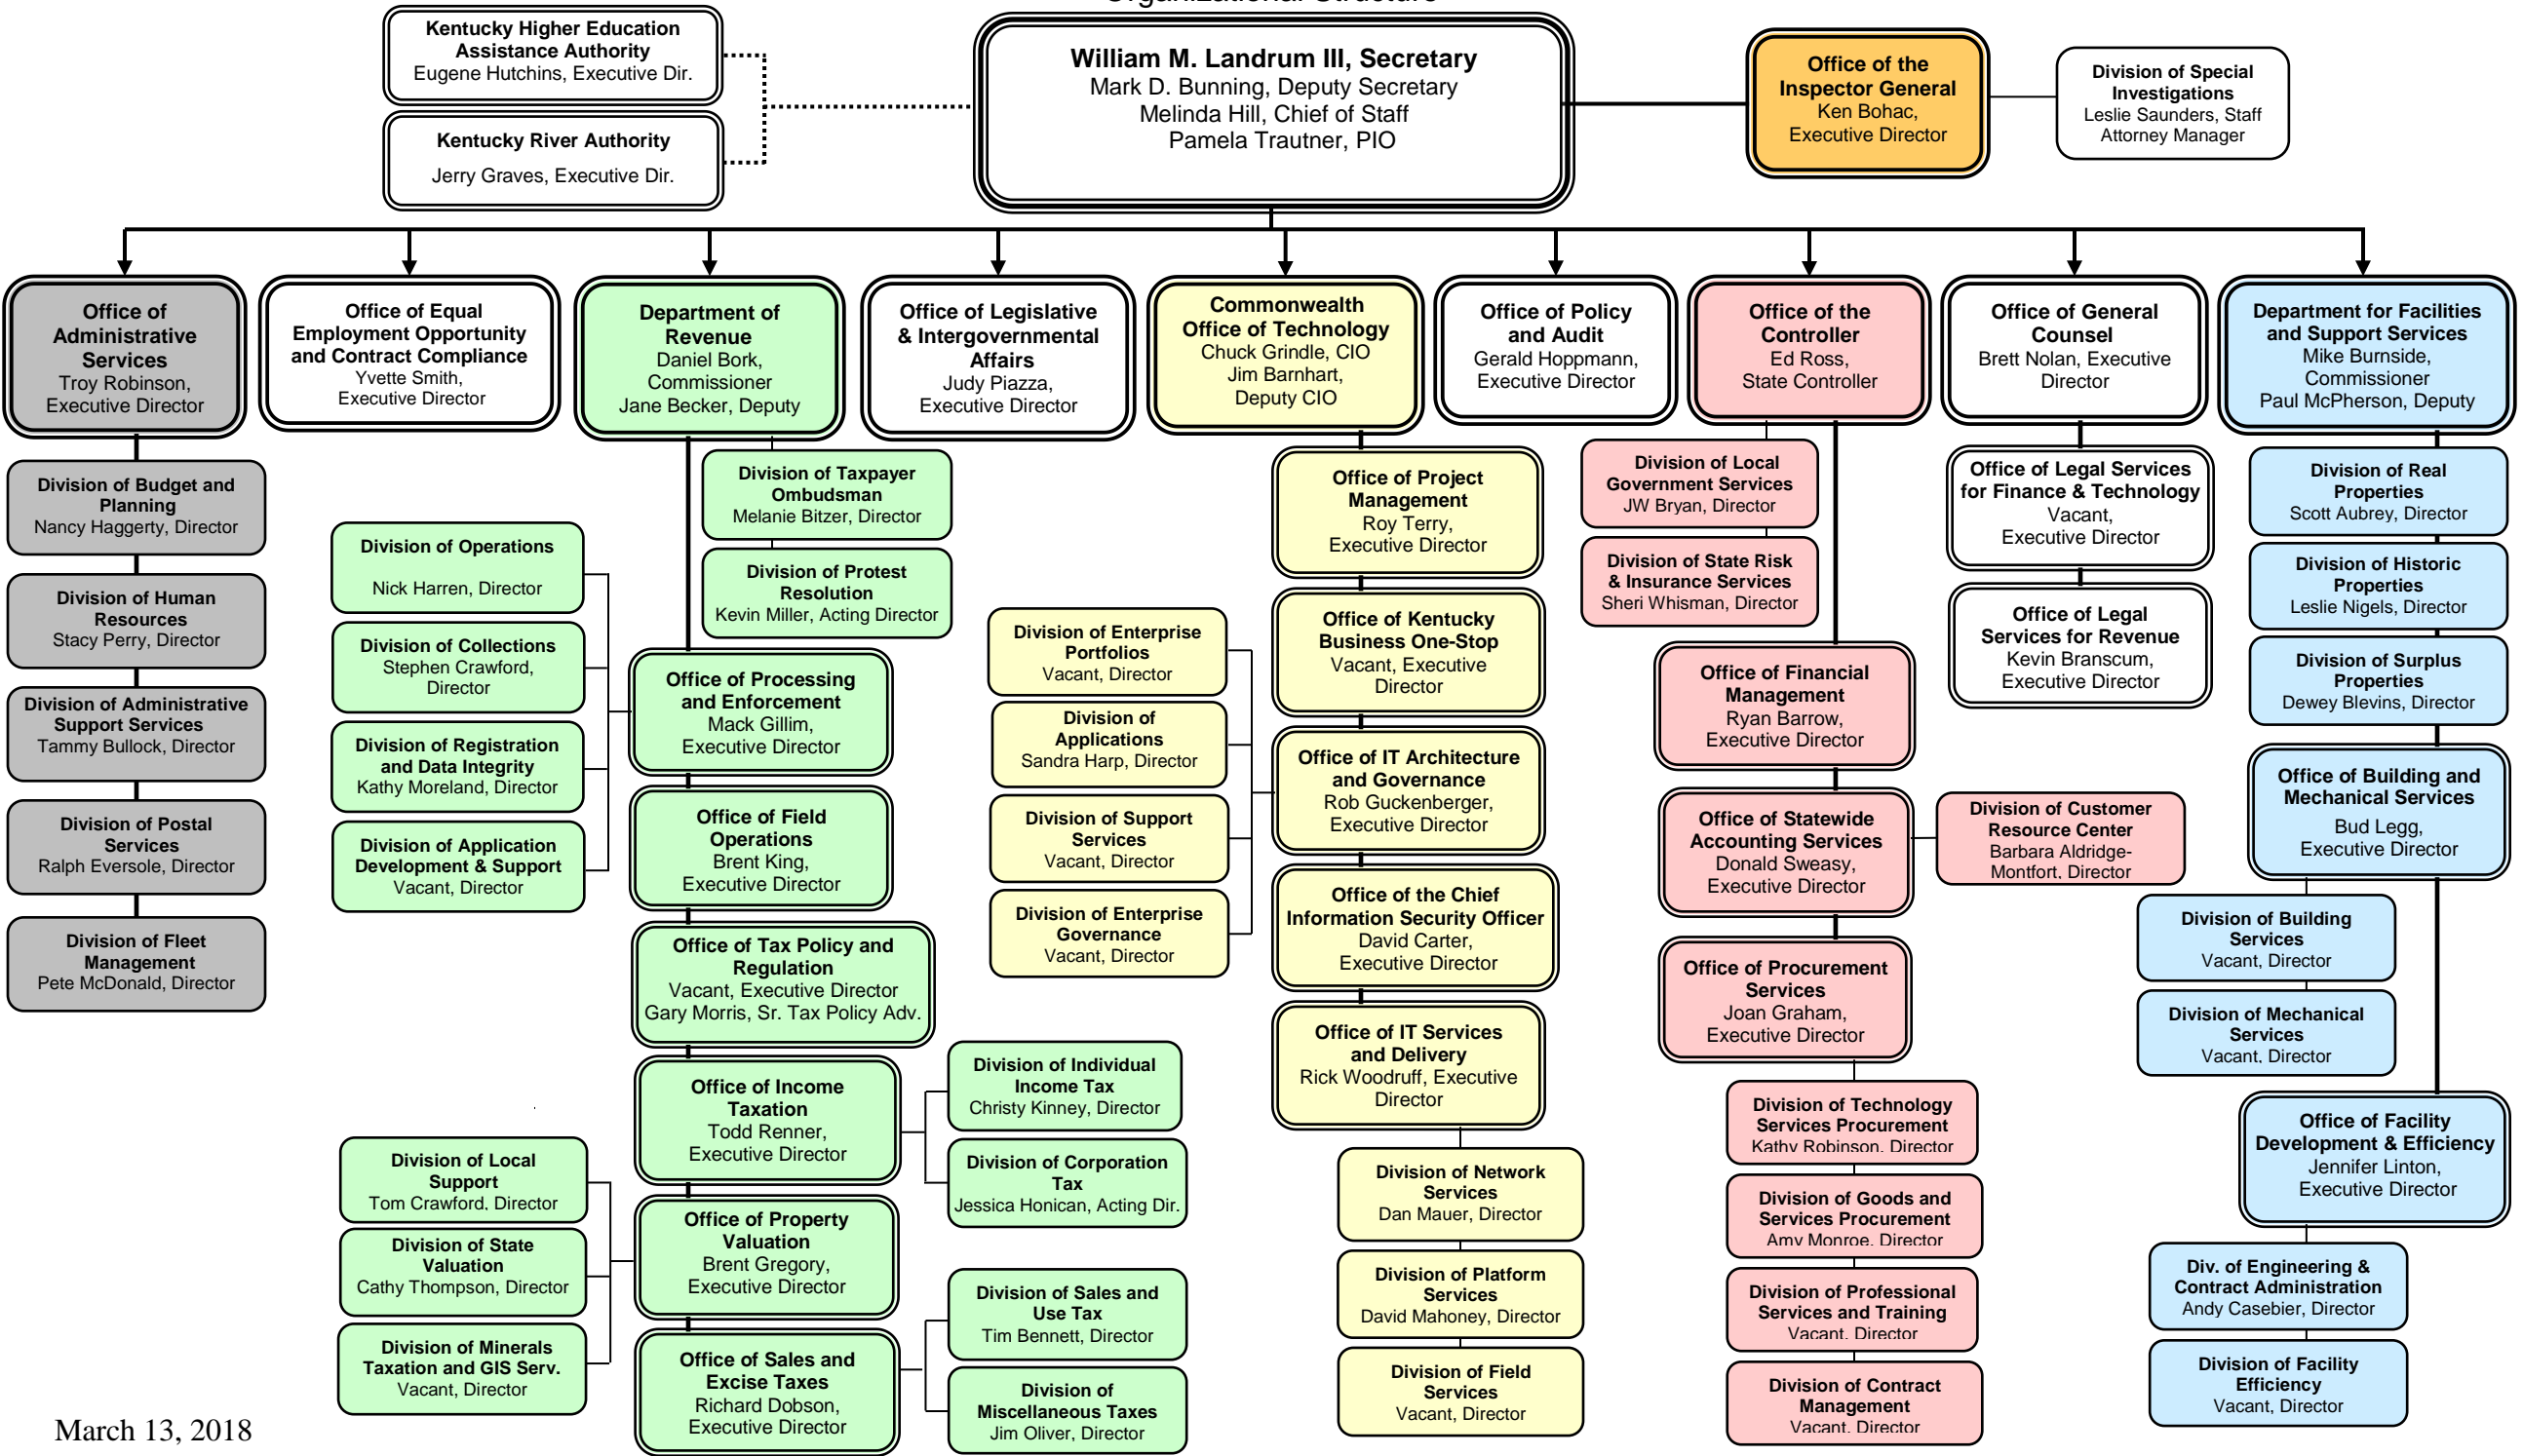 Organizational Structure
Kentucky Higher Education
Assistance Authority
Eugene Hutchins, Executive Dir.
Kentucky River Authority
Jerry Graves, Executive Dir.
William M. Landrum III, Secretary
Mark D. Bunning, Deputy Secretary
Melinda Hill, Chief of Staff
Pamela Trautner, PIO
Office of the
Inspector General
Ken Bohac,
Executive Director
Division of Special
Investigations
Leslie Saunders, Staff
Attorney Manager
Office of
Administrative
Services
Troy Robinson,
Executive Director
Office of Equal
Employment Opportunity
and Contract Compliance
Yvette Smith,
Executive Director
Department of
Revenue
Daniel Bork,
Commissioner
Jane Becker, Deputy
Office of Legislative
& Intergovernmental
Affairs
Judy Piazza,
Executive Director
Commonwealth
Office of Technology
Chuck Grindle, CIO
Jim Barnhart,
Deputy CIO
Office of Policy
and Audit
Gerald Hoppmann,
Executive Director
Office of the
Controller
Ed Ross,
State Controller
Office of General
Counsel
Brett Nolan, Executive
Director
Department for Facilities
and Support Services
Mike Burnside,
Commissioner
Paul McPherson, Deputy
Division of Budget and
Planning
Nancy Haggerty, Director
Division of Human
Resources
Stacy Perry, Director
Division of Administrative
Support Services
Tammy Bullock, Director
Division of Postal
Services
Ralph Eversole, Director
Division of Fleet
Management
Pete McDonald, Director
Division of Taxpayer
Ombudsman
Melanie Bitzer, Director
Division of Protest
Resolution
Kevin Miller, Acting Director
Division of Operations
Nick Harren, Director
Division of Collections
Stephen Crawford,
Director
Division of Registration
and Data Integrity
Kathy Moreland, Director
Division of Application
Development & Support
Vacant, Director
Office of Processing
and Enforcement
Mack Gillim,
Executive Director
Office of Field
Operations
Brent King,
Executive Director
Office of Tax Policy and
Regulation
Vacant, Executive Director
Gary Morris, Sr. Tax Policy Adv.
Office of Income
Taxation
Todd Renner,
Executive Director
Division of Individual
Income Tax
Christy Kinney, Director
Division of Corporation
Tax
Jessica Honican, Acting Dir.
Division of Local
Support
Tom Crawford, Director
Division of State
Valuation
Cathy Thompson, Director
Division of Minerals
Taxation and GIS Serv.
Vacant, Director
Office of Property
Valuation
Brent Gregory,
Executive Director
Office of Sales and
Excise Taxes
Richard Dobson,
Executive Director
Division of Sales and
Use Tax
Tim Bennett, Director
Division of
Miscellaneous Taxes
Jim Oliver, Director
Office of Project
Management
Roy Terry,
Executive Director
Office of Kentucky
Business One-Stop
Vacant, Executive
Director
Division of Enterprise
Portfolios
Vacant, Director
Division of
Applications
Sandra Harp, Director
Division of Support
Services
Vacant, Director
Division of Enterprise
Governance
Vacant, Director
Office of IT Architecture
and Governance
Rob Guckenberger,
Executive Director
Office of the Chief
Information Security Officer
David Carter,
Executive Director
Office of IT Services
and Delivery
Rick Woodruff, Executive
Director
Division of Network
Services
Dan Mauer, Director
Division of Platform
Services
David Mahoney, Director
Division of Field
Services
Vacant, Director
Division of Local
Government Services
JW Bryan, Director
Division of State Risk
& Insurance Services
Sheri Whisman, Director
Office of Financial
Management
Ryan Barrow,
Executive Director
Office of Statewide
Accounting Services
Donald Sweasy,
Executive Director
Division of Customer
Resource Center
Barbara Aldridge-
Montfort, Director
Office of Procurement
Services
Joan Graham,
Executive Director
Division of Technology
Services Procurement
Kathy Robinson, Director
Division of Goods and
Services Procurement
Amy Monroe, Director
Division of Professional
Services and Training
Vacant, Director
Division of Contract
Management
Vacant, Director
Office of Legal Services
for Finance & Technology
Vacant,
Executive Director
Office of Legal
Services for Revenue
Kevin Branscum,
Executive Director
Division of Real
Properties
Scott Aubrey, Director
Division of Historic
Properties
Leslie Nigels, Director
Division of Surplus
Properties
Dewey Blevins, Director
Office of Building and
Mechanical Services
Bud Legg,
Executive Director
Division of Building
Services
Vacant, Director
Division of Mechanical
Services
Vacant, Director
Office of Facility
Development & Efficiency
Jennifer Linton,
Executive Director
Div. of Engineering &
Contract Administration
Andy Casebier, Director
Division of Facility
Efficiency
Vacant, Director
March 13, 2018